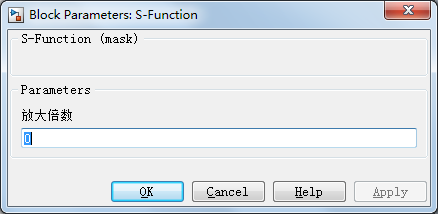 Block Parameters: S-Function
S-Function (mask)
Parameters
放大倍数
0
OK
Cancel
Help
Apply